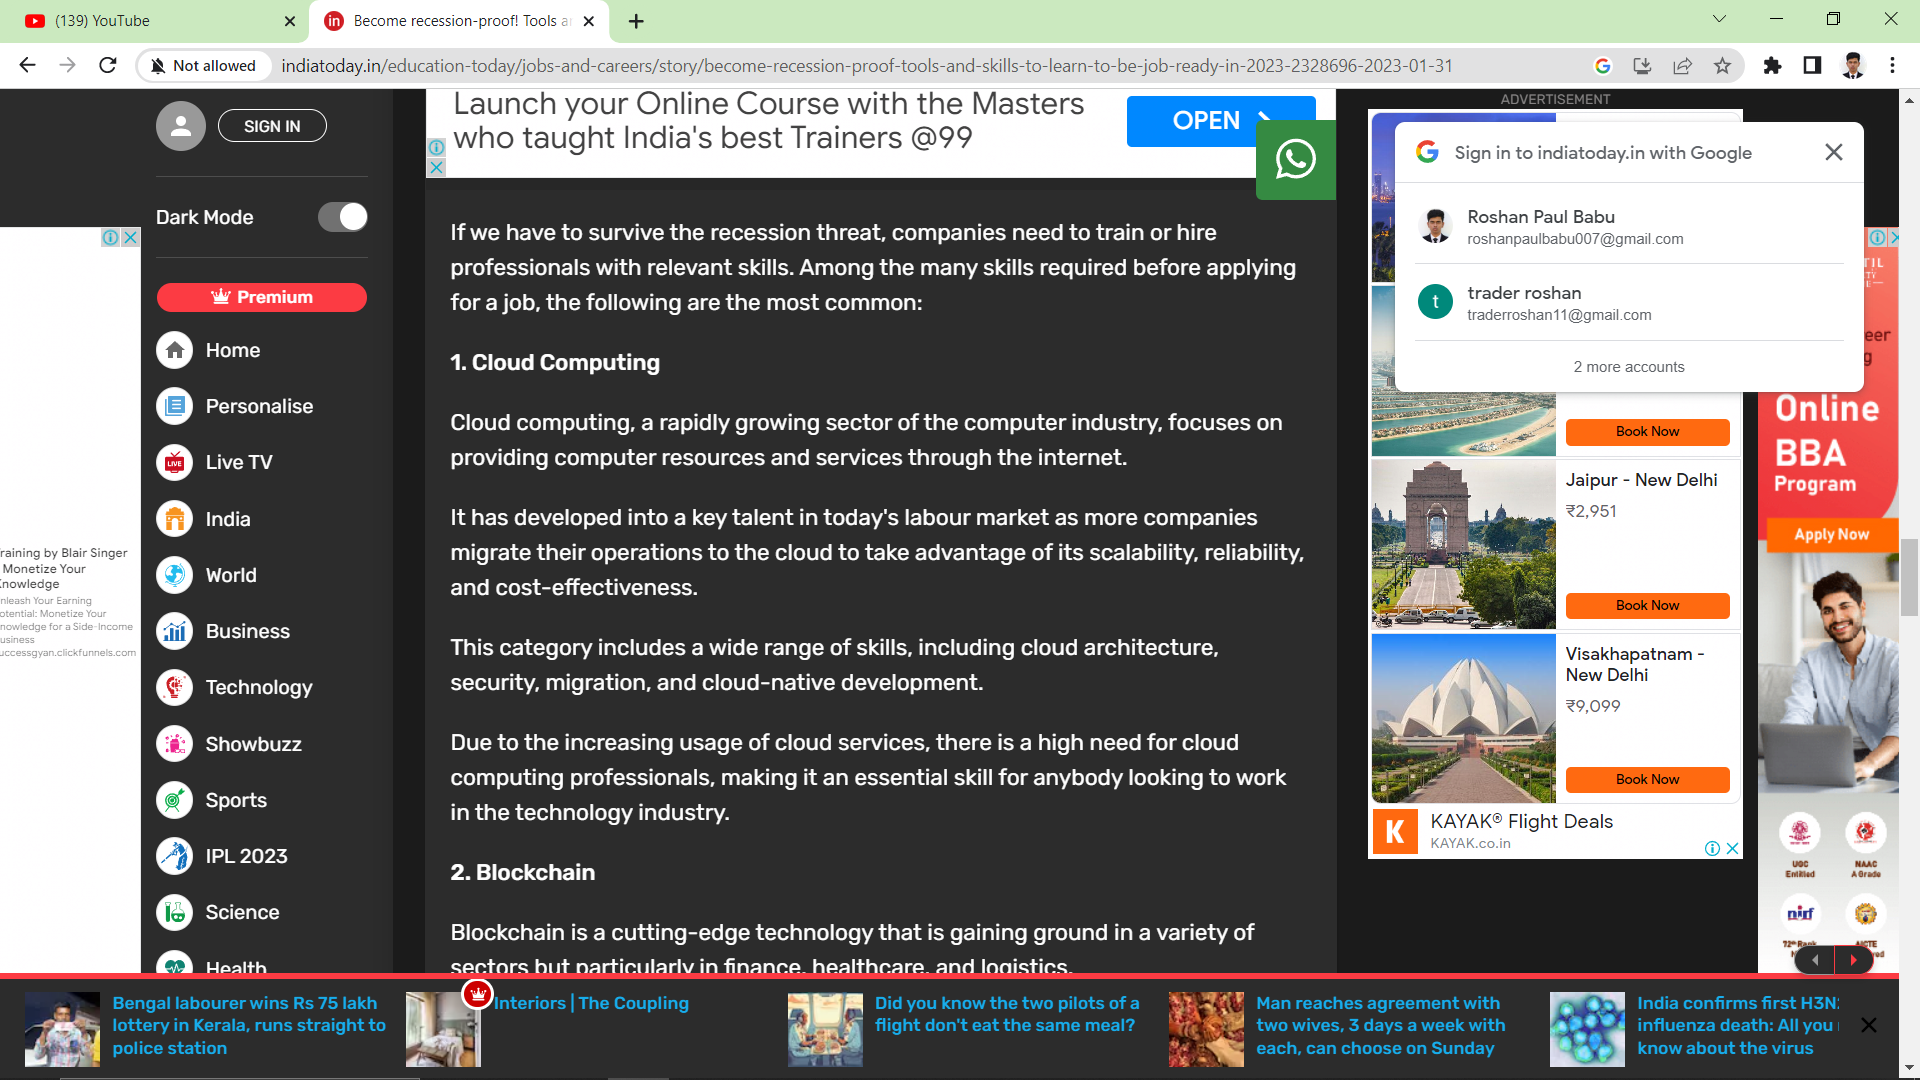 (139) YouTube
Become recession-proof! Tools a
Not allowed
indiatoday.in/education-today/jobs-and-careers/story/become-recession-proof-tools-and-skills-to-learn-to-be-job-ready-in-2023-2328696-2023-01-31
SIGN IN
Dark Mode
Premium
Home
Personalise
Live TV
India
World
Business
Technology
Showbuzz
Sports
IPL 2023
Science
Health
raining by Blair Singer
Monetize Your
nowledge
nleash Your Earning
otential: Monetize Your
nowledge for a Side-Income
usiness
uccessgyan.clickfunnels.com
Launch your Online Course with the Masters
who taught India's best Trainers @99
OPEN
If we have to survive the recession threat, companies need to train or hire
professionals with relevant skills. Among the many skills required before applying
for a job, the following are the most common:
1. Cloud Computing
Cloud computing, a rapidly growing sector of the computer industry, focuses on
providing computer resources and services through the internet.
It has developed into a key talent in today's labour market as more companies
migrate their operations to the cloud to take advantage of its scalability, reliability,
and cost-effectiveness.
This category includes a wide range of skills, including cloud architecture,
security, migration, and cloud-native development.
Due to the increasing usage of cloud services, there is a high need for cloud
computing professionals, making it an essential skill for anybody looking to work
in the technology industry.
2. Blockchain
Blockchain is a cutting-edge technology that is gaining ground in a variety of
sectors but particularly in finance, healthcare, and logistics.
ADVERTISEMENT
Sign in to indiatoday.in with Google
Roshan Paul Babu
roshanpaulbabu007@gmail.com
t
trader roshan
traderroshan11@gmail.com
2 more accounts
Book Now
Jaipur - New Delhi
₹2,951
Book Now
Visakhapatnam -
New Delhi
₹9,099
Book Now
K
KAYAK® Flight Deals
KAYAK.co.in
Online
BBA
Program
Apply Now
UGC
Entitled
NAAC
A Grade
nirf
72nd Rank
AICTE
Bengal labourer wins Rs 75 lakh
lottery in Kerala, runs straight to
police station
Interiors | The Coupling
Did you know the two pilots of a
flight don't eat the same meal?
Man reaches agreement with
two wives, 3 days a week with
each, can choose on Sunday
India confirms first H3N2
influenza death: All you
know about the virus